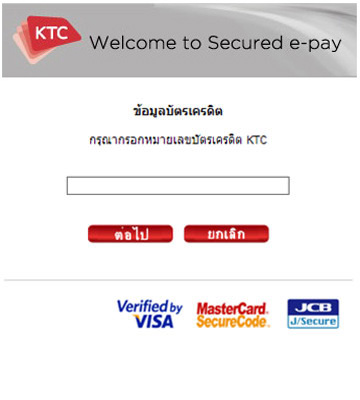 KTC
Welcome to Secured e-pay
ข้อมูลบัตรเครดิต
กรุณากรอกหมายเลขบัตรเครดิต KTC
ต่อไป ยกเลิก
Verified by VISA
MasterCard. SecureCode.
JCB J/Secure